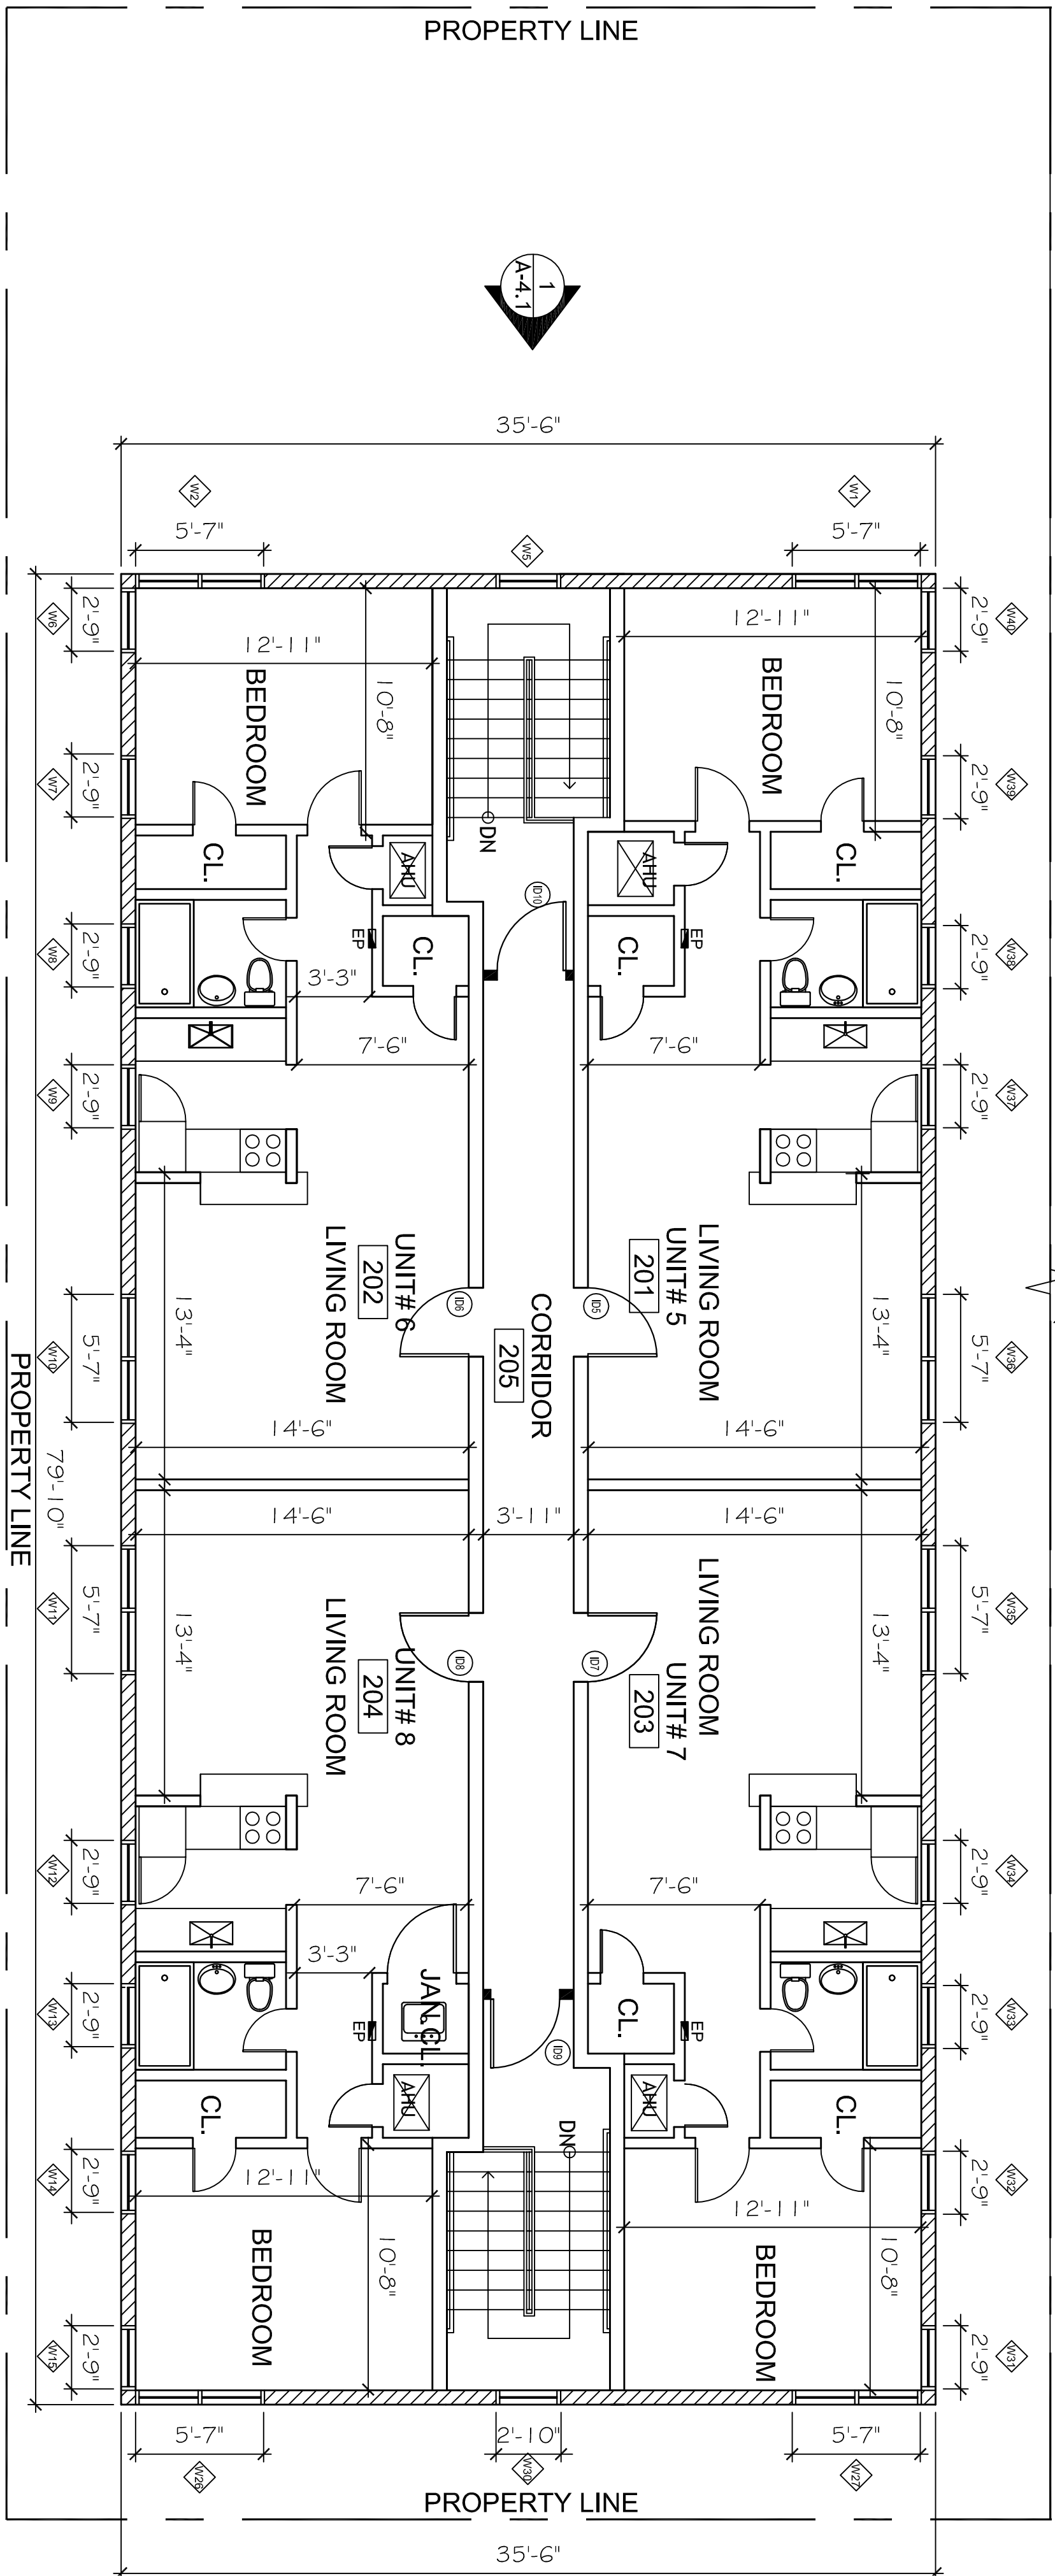 PROPERTY LINE
1
A-4.1
35'-6"
W2
W1
5'-7"
W5
5'-7"
W6
2'-9"
2'-9"
W40
12'-11"
12'-11"
BEDROOM
10'-8"
BEDROOM
10'-8"
W7
2'-9"
2'-9"
W39
DN
CL.
AHU
AHU
CL.
ID10
W8
2'-9"
EP
CL.
CL.
EP
2'-9"
W38
3'-3"
7'-6"
7'-6"
W9
2'-9"
2'-9"
W37
LIVING ROOM
UNIT# 6
202
ID6
CORRIDOR
205
ID5
201
UNIT# 5
LIVING ROOM
W10
5'-7"
13'-4"
13'-4"
5'-7"
W36
14'-6"
14'-6"
PROPERTY LINE
79'-10"
14'-6"
3'-11"
14'-6"
W11
5'-7"
13'-4"
13'-4"
5'-7"
W35
LIVING ROOM
UNIT# 8
204
ID8
ID7
203
UNIT# 7
LIVING ROOM
W12
2'-9"
2'-9"
W34
7'-6"
7'-6"
3'-3"
W13
2'-9"
EP
JAN.CL.
CL.
EP
2'-9"
W33
ID9
CL.
AHU
AHU
CL.
DN
W14
2'-9"
2'-9"
W32
12'-11"
12'-11"
BEDROOM
10'-8"
BEDROOM
10'-8"
W15
2'-9"
2'-9"
W31
5'-7"
2'-10"
5'-7"
W26
W30
W27
PROPERTY LINE
35'-6"